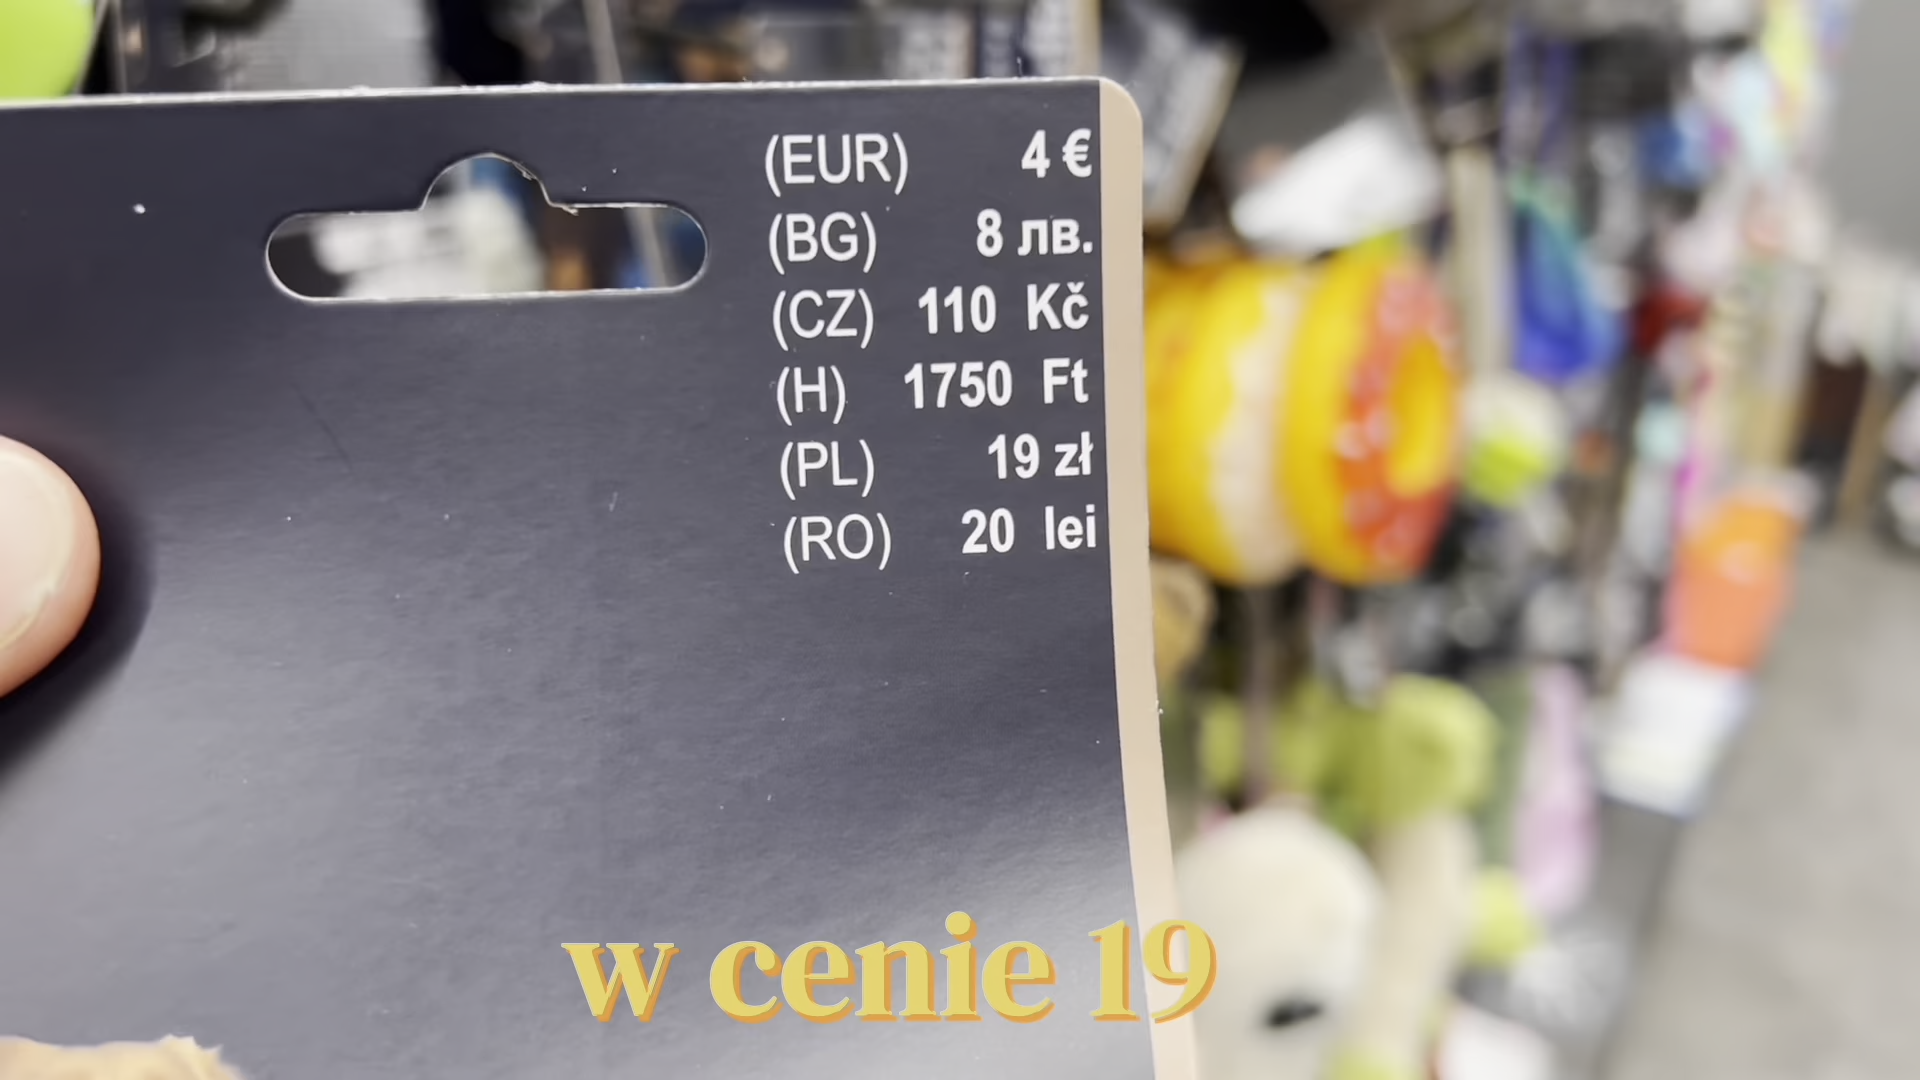 (EUR) 4 €
(BG) 8 лв.
(CZ) 110 Kč
(H) 1750 Ft
(PL) 19 zł
(RO) 20 lei
w cenie 19